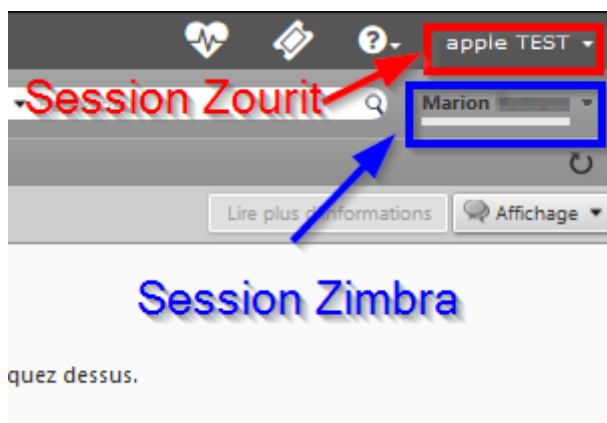 apple TEST
Session Zourit
Marion
Lire plus d'informations
Affichage
Session Zimbra
quez dessus.